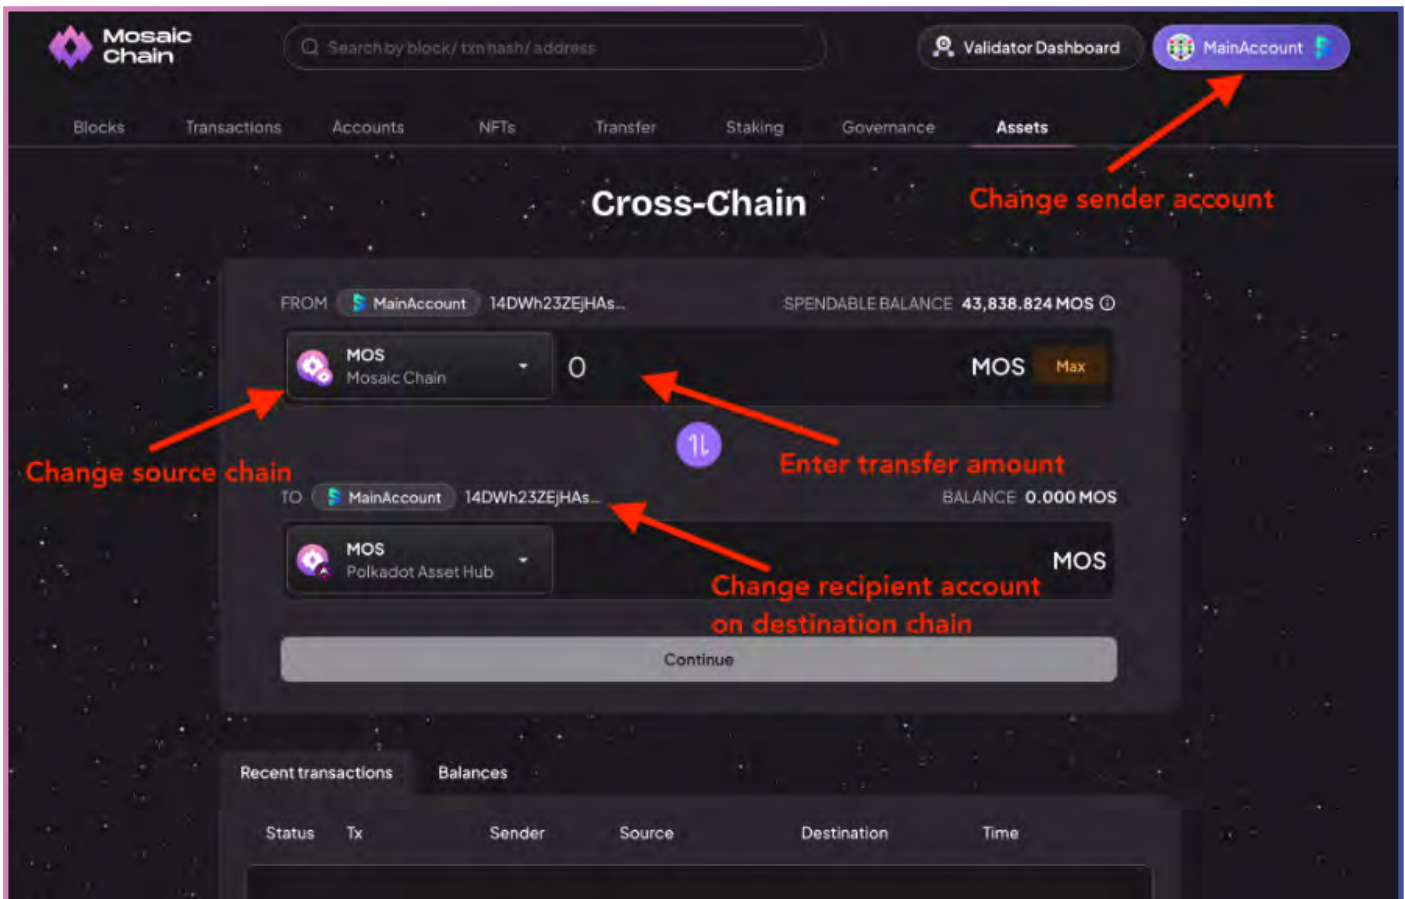 Mosaic
Chain
Search by block/ txn hash/ address
Validator Dashboard
MainAccount
Blocks
Transactions
Accounts
NFTs
Transfer
Staking
Governance
Assets
Change sender account
Cross-Chain
FROM MainAccount 14DWh23ZEjHAs... SPENDABLE BALANCE 43,838.824 MOS
MOS
Mosaic Chain
0
MOS Max
Change source chain
Enter transfer amount
TO MainAccount 14DWh23ZEjHAs... BALANCE 0.000 MOS
MOS
Polkadot Asset Hub
MOS
Change recipient account
on destination chain
Continue
Recent transactions
Balances
Status Tx Sender Source Destination Time